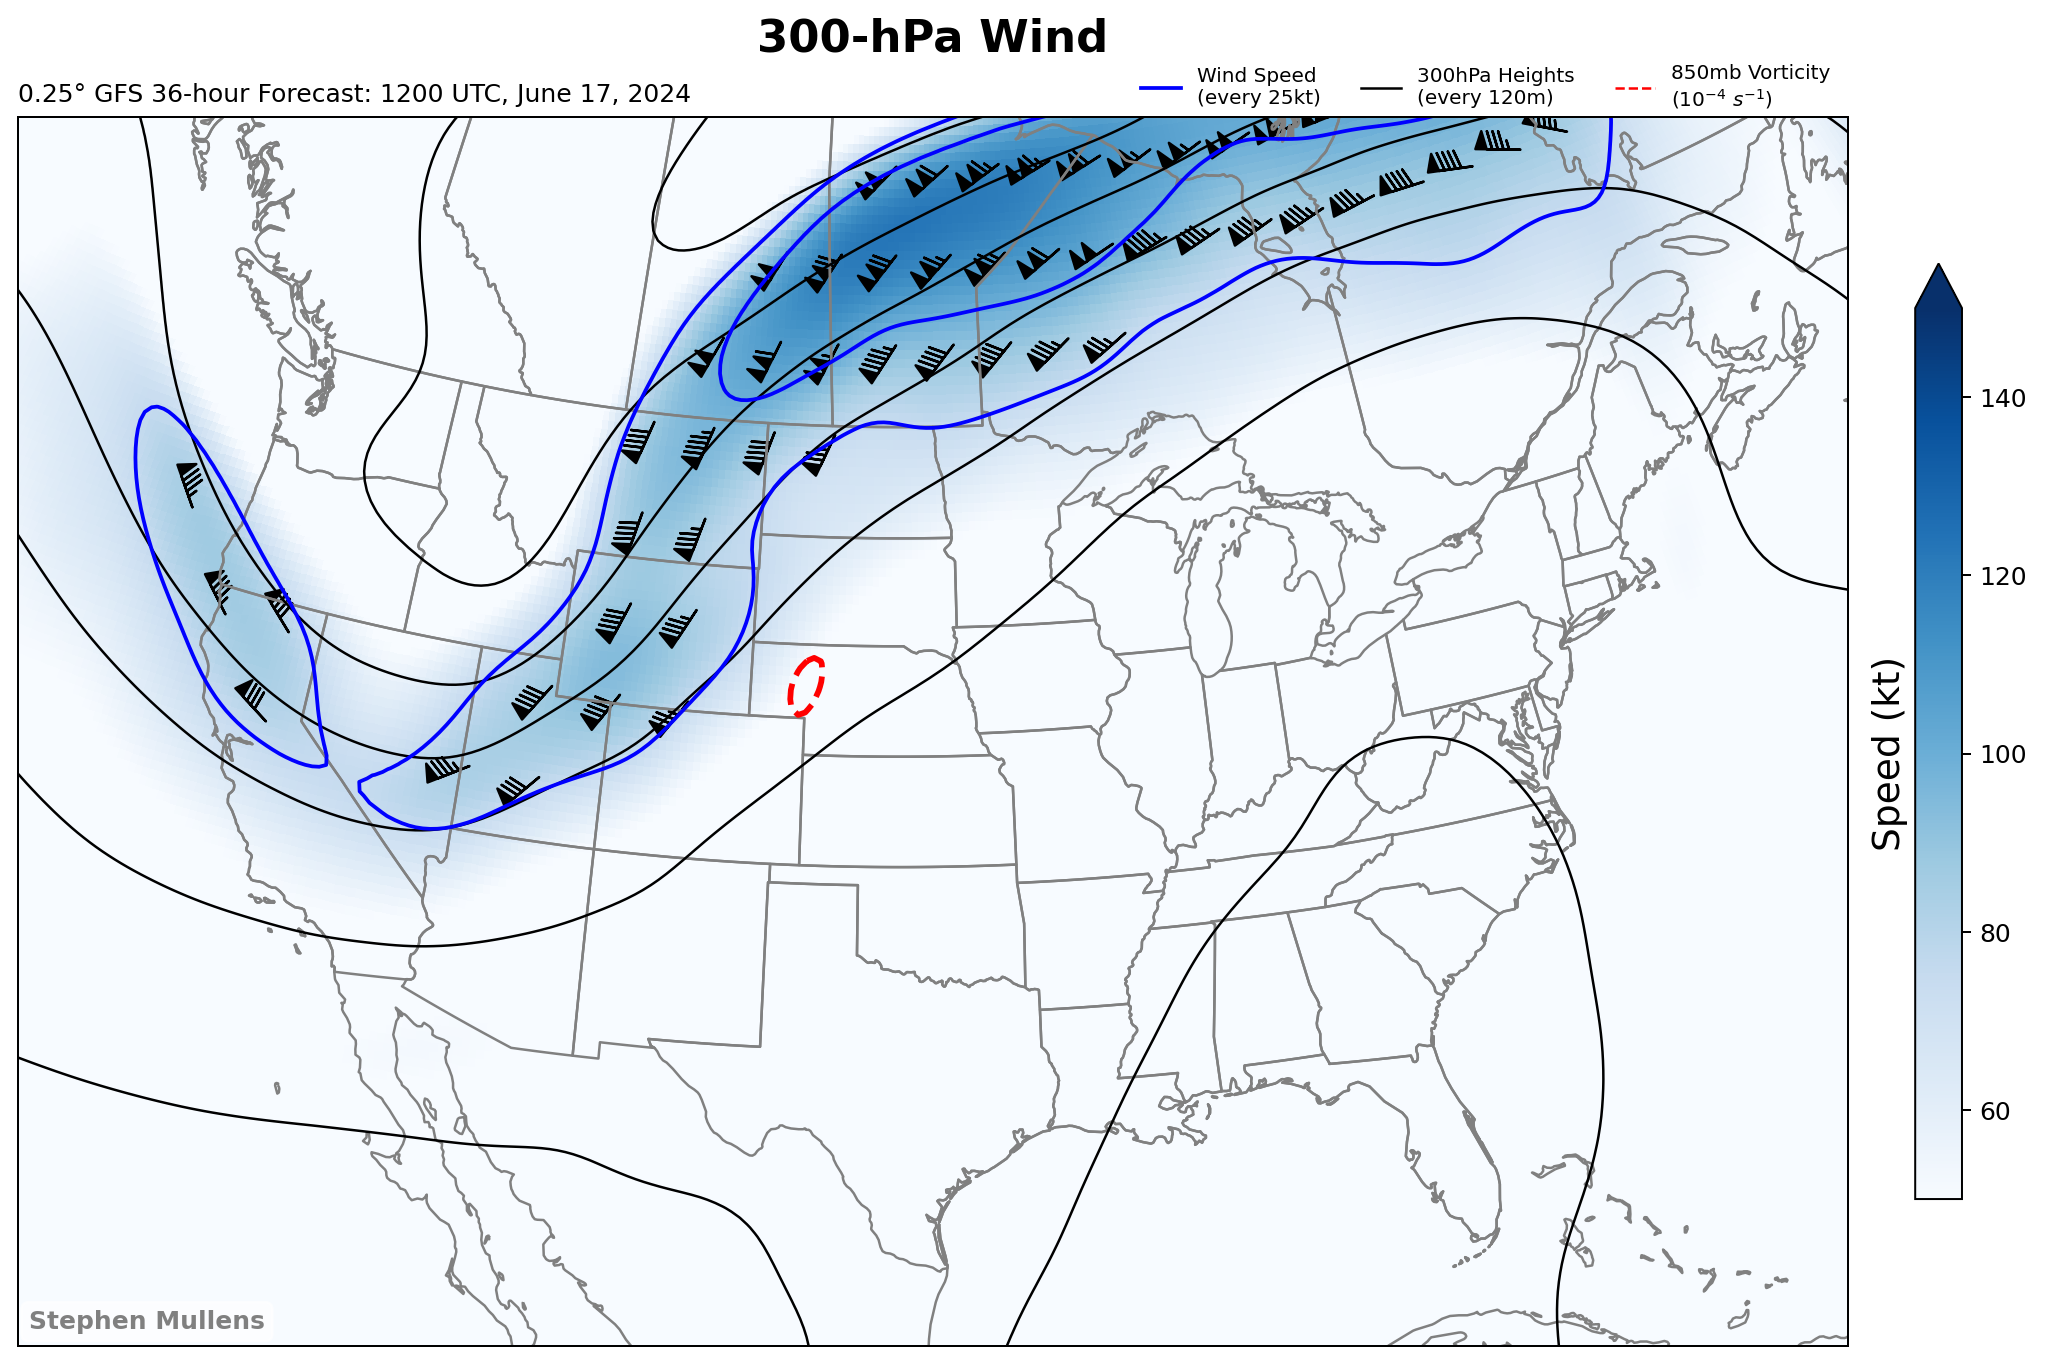 300-hPa Wind
0.25° GFS 36-hour Forecast: 1200 UTC, June 17, 2024
Wind Speed
(every 25kt)
300hPa Heights
(every 120m)
850mb Vorticity
(10⁻⁴ s⁻¹)
140
120
100
80
60
Speed (kt)
Stephen Mullens